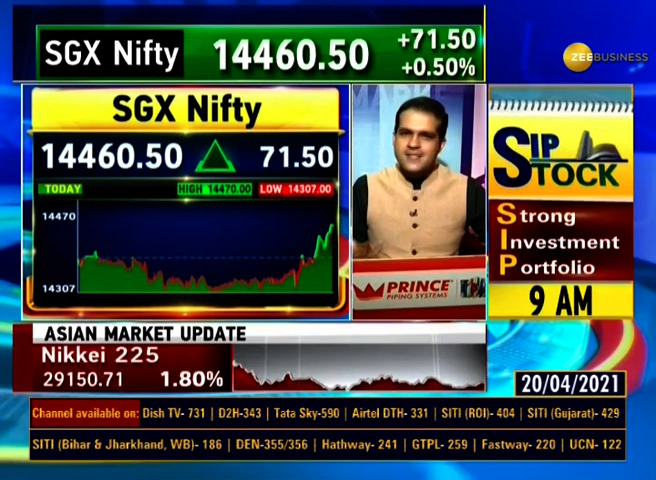 SGX Nifty 14460.50 +71.50
+0.50%
ZEE BUSINESS
SGX Nifty
14460.50 71.50
TODAY HIGH 14470.00 LOW 14307.00
14470
14307
PRINCE
PIPING SYSTEMS
SIP
STOCK
Strong
Investment
Portfolio
9 AM
ASIAN MARKET UPDATE
Nikkei 225
29150.71 1.80%
20/04/2021
Channel available on: Dish TV- 731 | D2H-343 | Tata Sky-590 | Airtel DTH- 331 | SITI (ROI)- 404 | SITI (Gujarat)- 429
SITI (Bihar & Jharkhand, WB)- 186 | DEN-355/356 | Hathway- 241 | GTPL- 259 | Fastway- 220 | UCN- 122